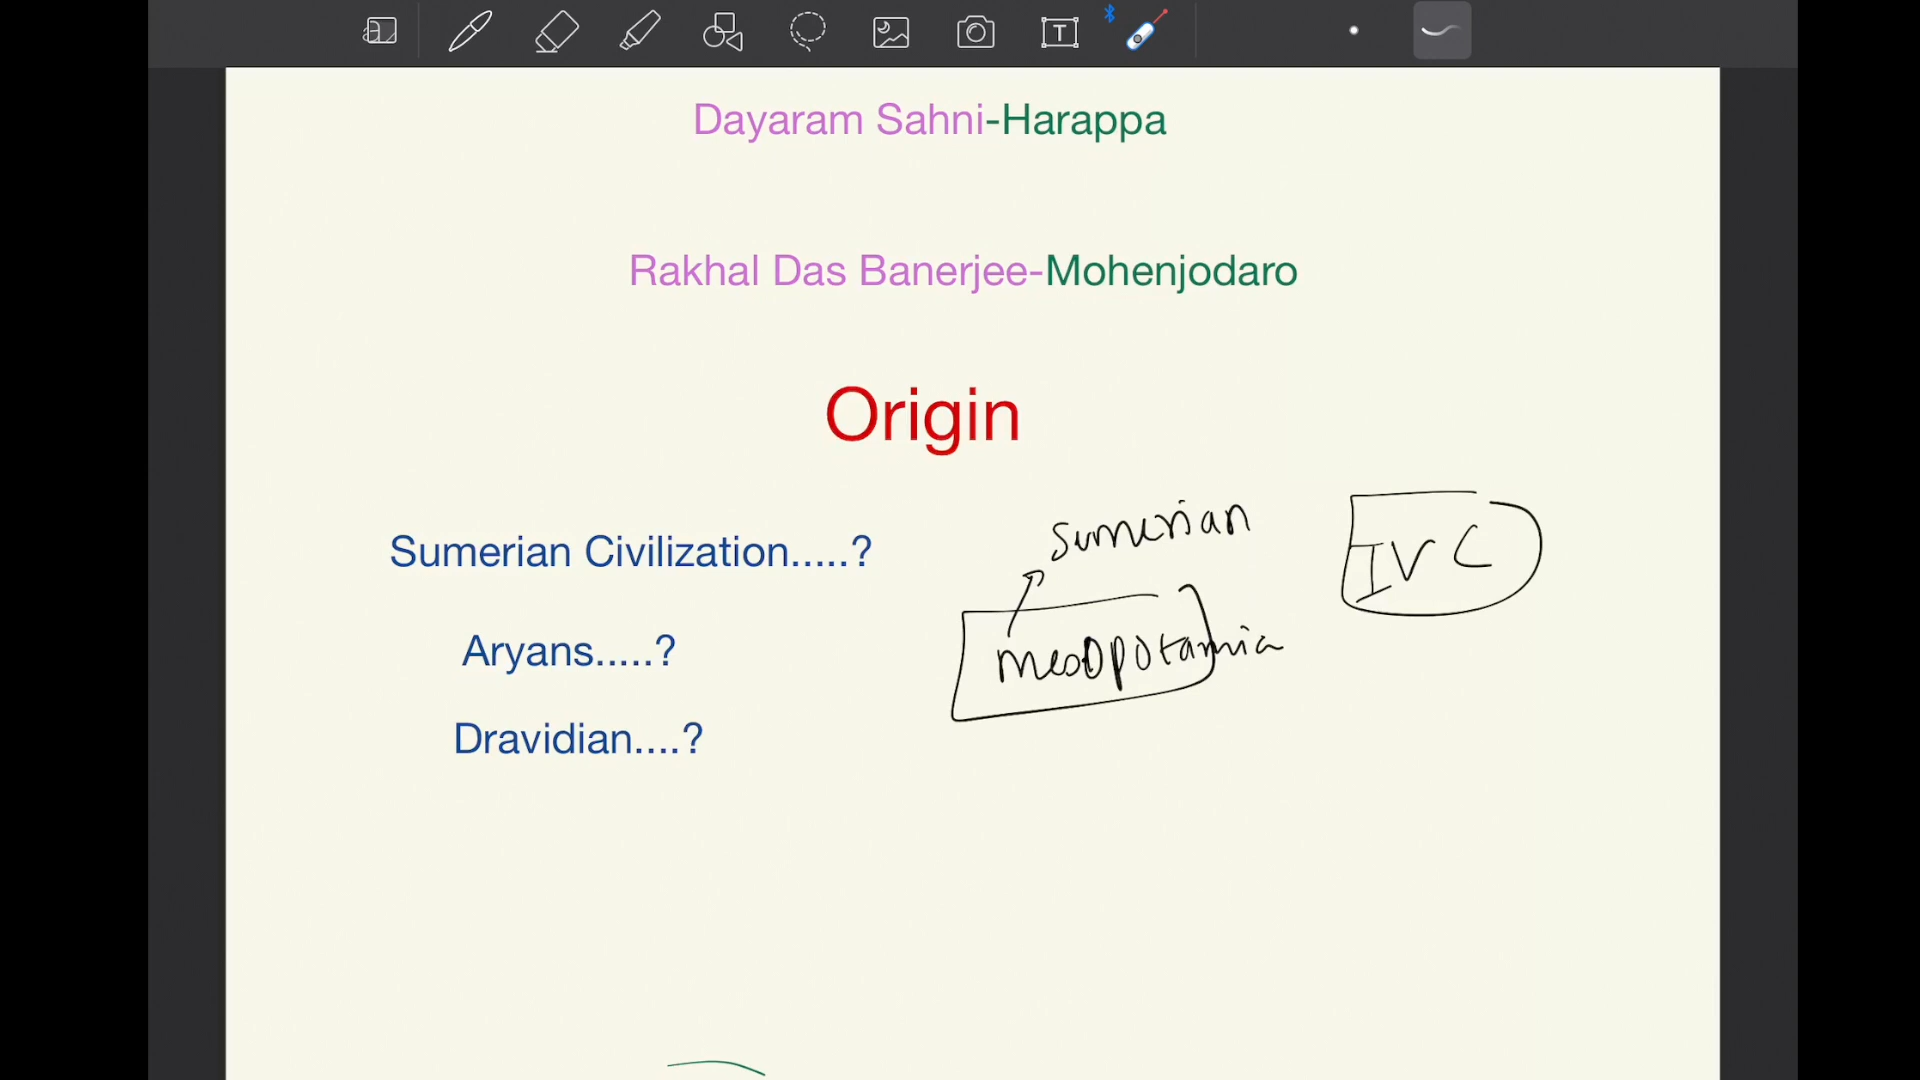 Dayaram Sahni-Harappa
Rakhal Das Banerjee-Mohenjodaro
Origin
Sumerian Civilization.....?
Sumerian
IVC
Aryans.....?
mesopotamia
Dravidian....?